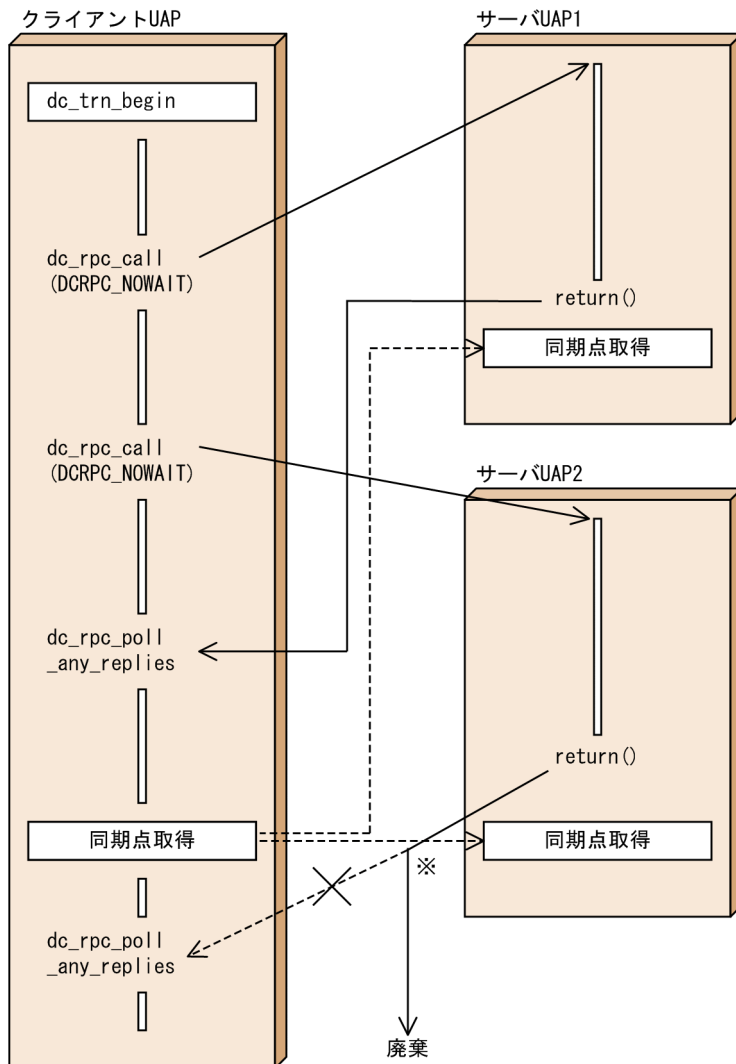 クライアントUAP
dc_trn_begin
dc_rpc_call
(DCRPC_NOWAIT)
dc_rpc_call
(DCRPC_NOWAIT)
dc_rpc_poll
_any_replies
同期点取得
dc_rpc_poll
_any_replies
サーバUAP1
return()
同期点取得
サーバUAP2
return()
同期点取得
※
廃棄